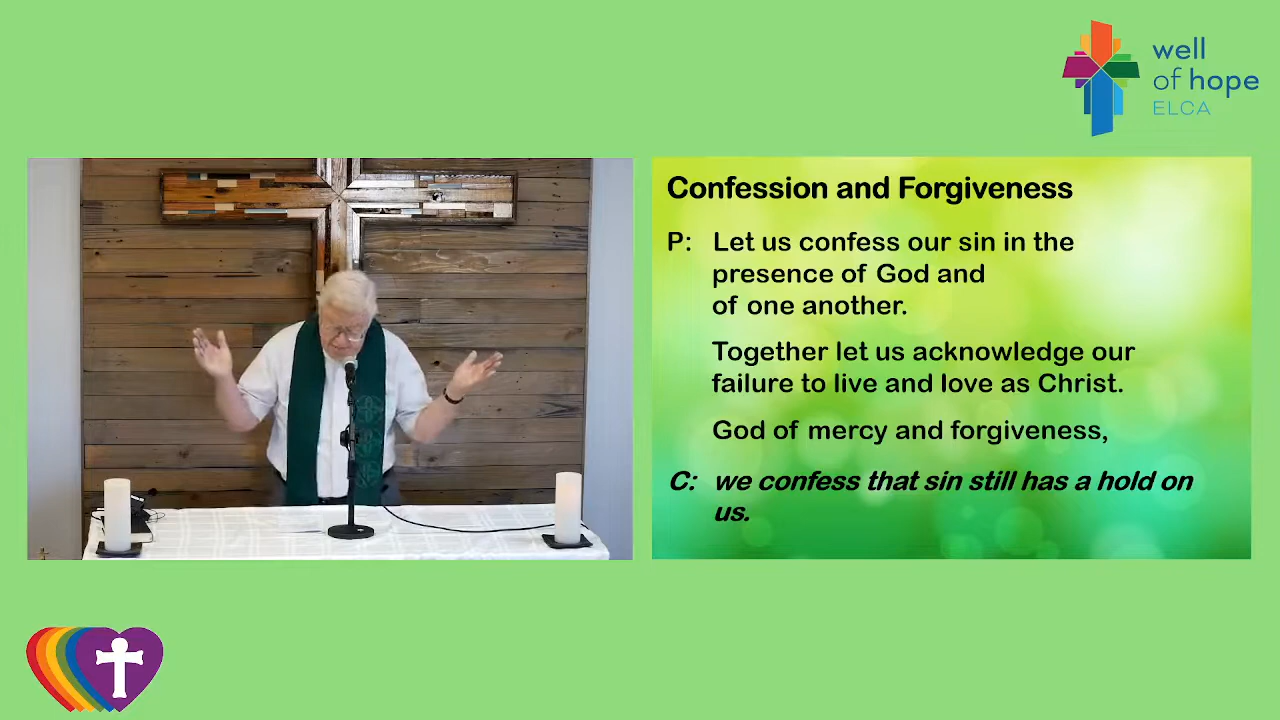 well
of hope
ELCA
Confession and Forgiveness
P: Let us confess our sin in the
presence of God and
of one another.
Together let us acknowledge our
failure to live and love as Christ.
God of mercy and forgiveness,
C: we confess that sin still has a hold on
us.